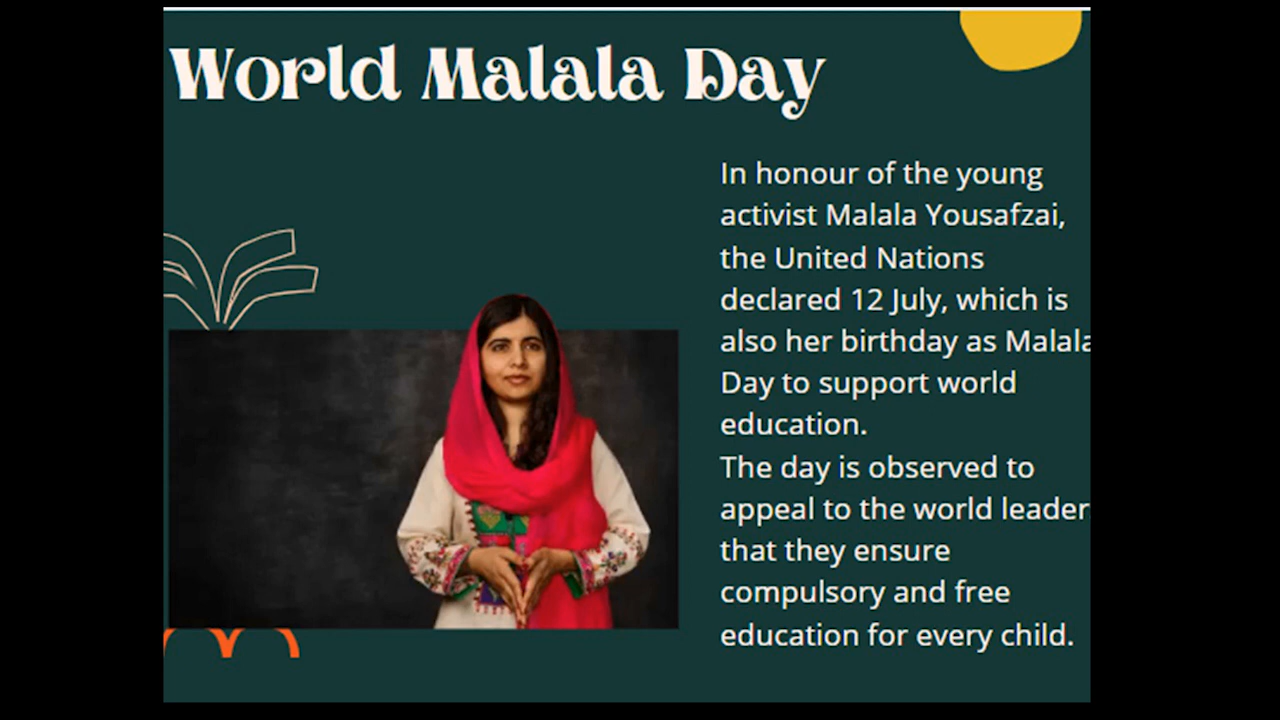 World Malala Day
In honour of the young
activist Malala Yousafzai,
the United Nations
declared 12 July, which is
also her birthday as Malala
Day to support world
education.
The day is observed to
appeal to the world leader
that they ensure
compulsory and free
education for every child.